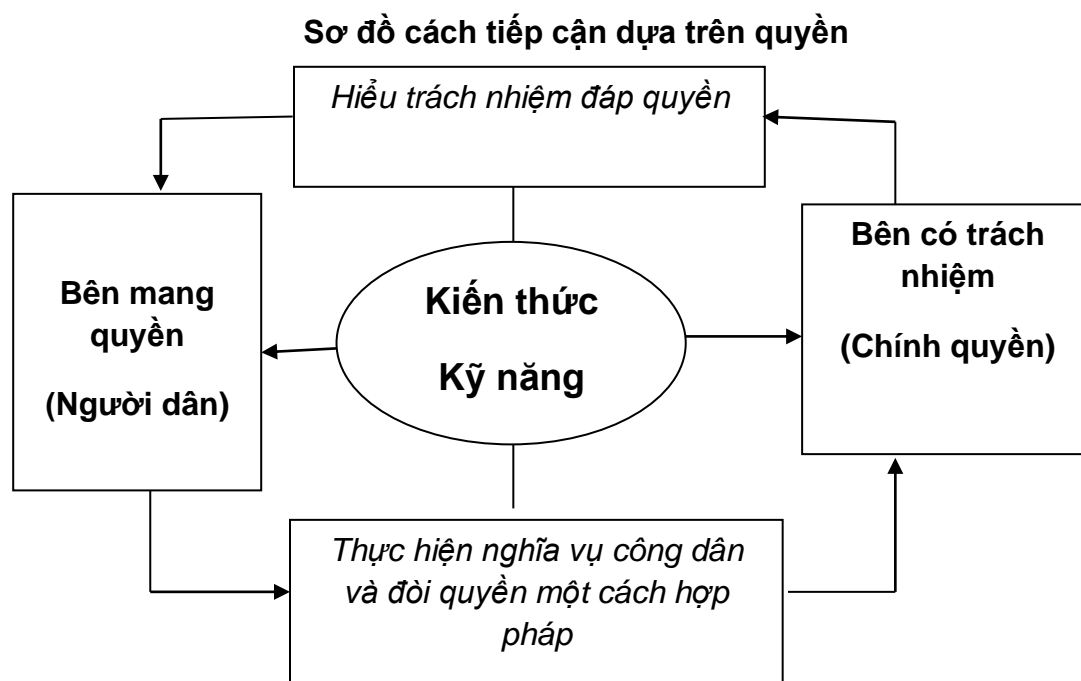 Sơ đồ cách tiếp cận dựa trên quyền
Hiểu trách nhiệm đáp quyền
Bên mang
quyền
(Người dân)
Kiến thức
Kỹ năng
Bên có trách
nhiệm
(Chính quyền)
Thực hiện nghĩa vụ công dân
và đòi quyền một cách hợp
pháp